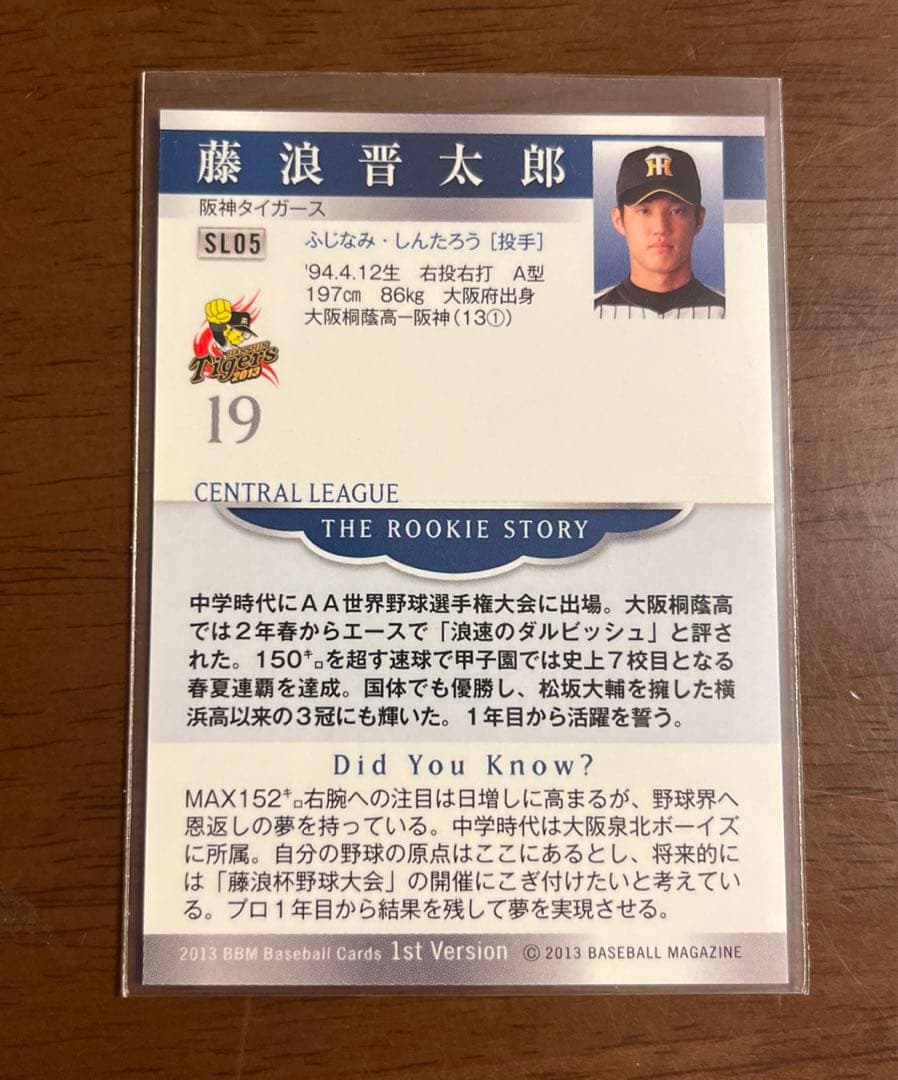 藤浪晋太郎
阪神タイガース
SL05
ふじなみ・しんたろう［投手］
'94.4.12生 右投右打 A型
197㎝ 86㎏ 大阪府出身
大阪桐蔭高ー阪神（13①）
HANSHIN
Tigers
2013
19
CENTRAL LEAGUE
THE ROOKIE STORY
中学時代にＡＡ世界野球選手権大会に出場。大阪桐蔭高
では２年春からエースで「浪速のダルビッシュ」と評さ
れた。150㌔を超す速球で甲子園では史上７校目となる
春夏連覇を達成。国体でも優勝し、松坂大輔を擁した横
浜高以来の３冠にも輝いた。１年目から活躍を誓う。
Did You Know?
MAX152㌔右腕への注目は日増しに高まるが、野球界へ
恩返しの夢を持っている。中学時代は大阪泉北ボーイズ
に所属。自分の野球の原点はここにあるとし、将来的に
は「藤浪杯野球大会」の開催にこぎ付けたいと考えてい
る。プロ１年目から結果を残して夢を実現させる。
2013 BBM Baseball Cards 1st Version © 2013 BASEBALL MAGAZINE